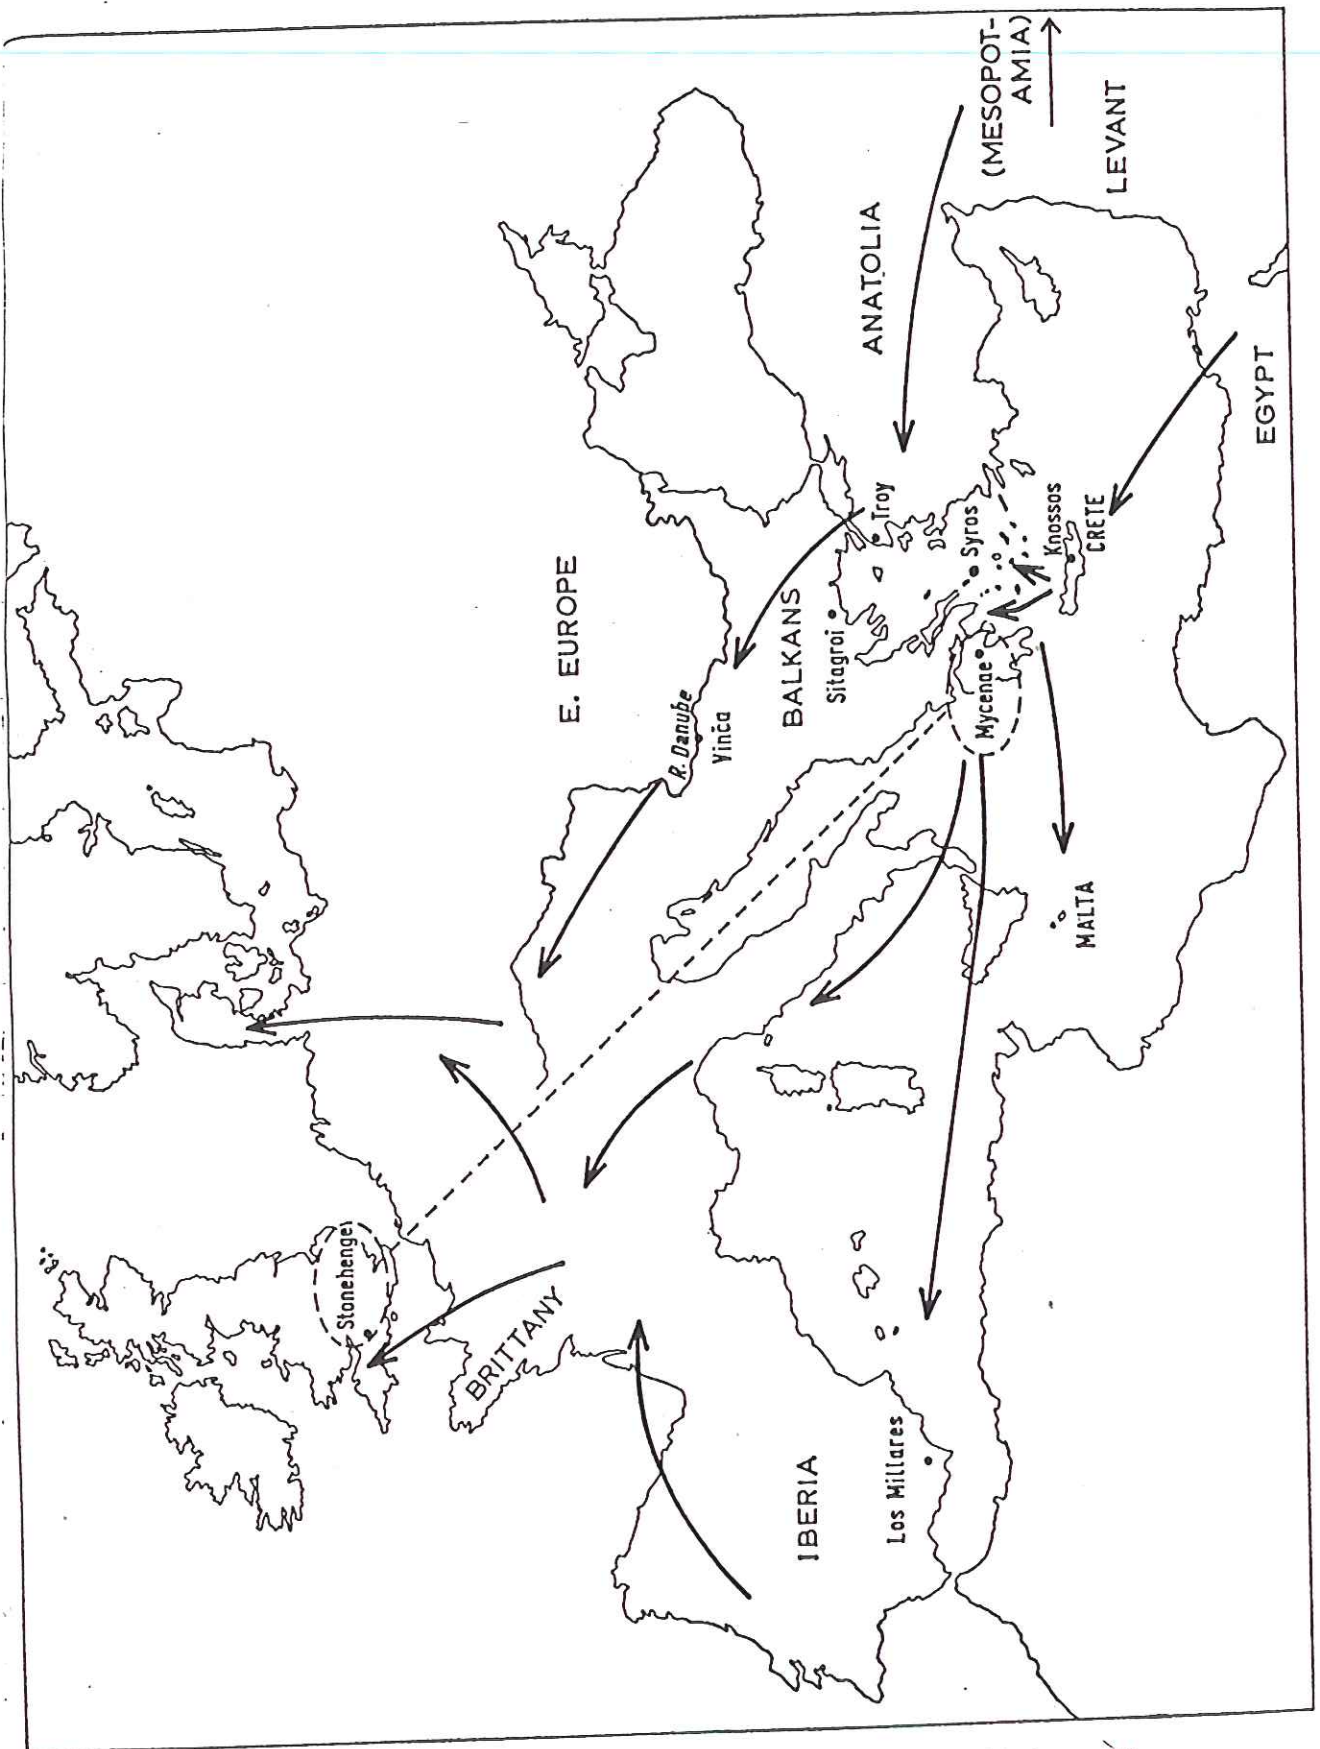 (MESOPOT-
AMIA)
LEVANT
ANATOLIA
EGYPT
Troy
Syros
Knossos
CRETE
E. EUROPE
BALKANS
Sitagroi
R. Danube
Vinča
Mycenae
MALTA
Stonehenge
BRITTANY
IBERIA
Los Millares